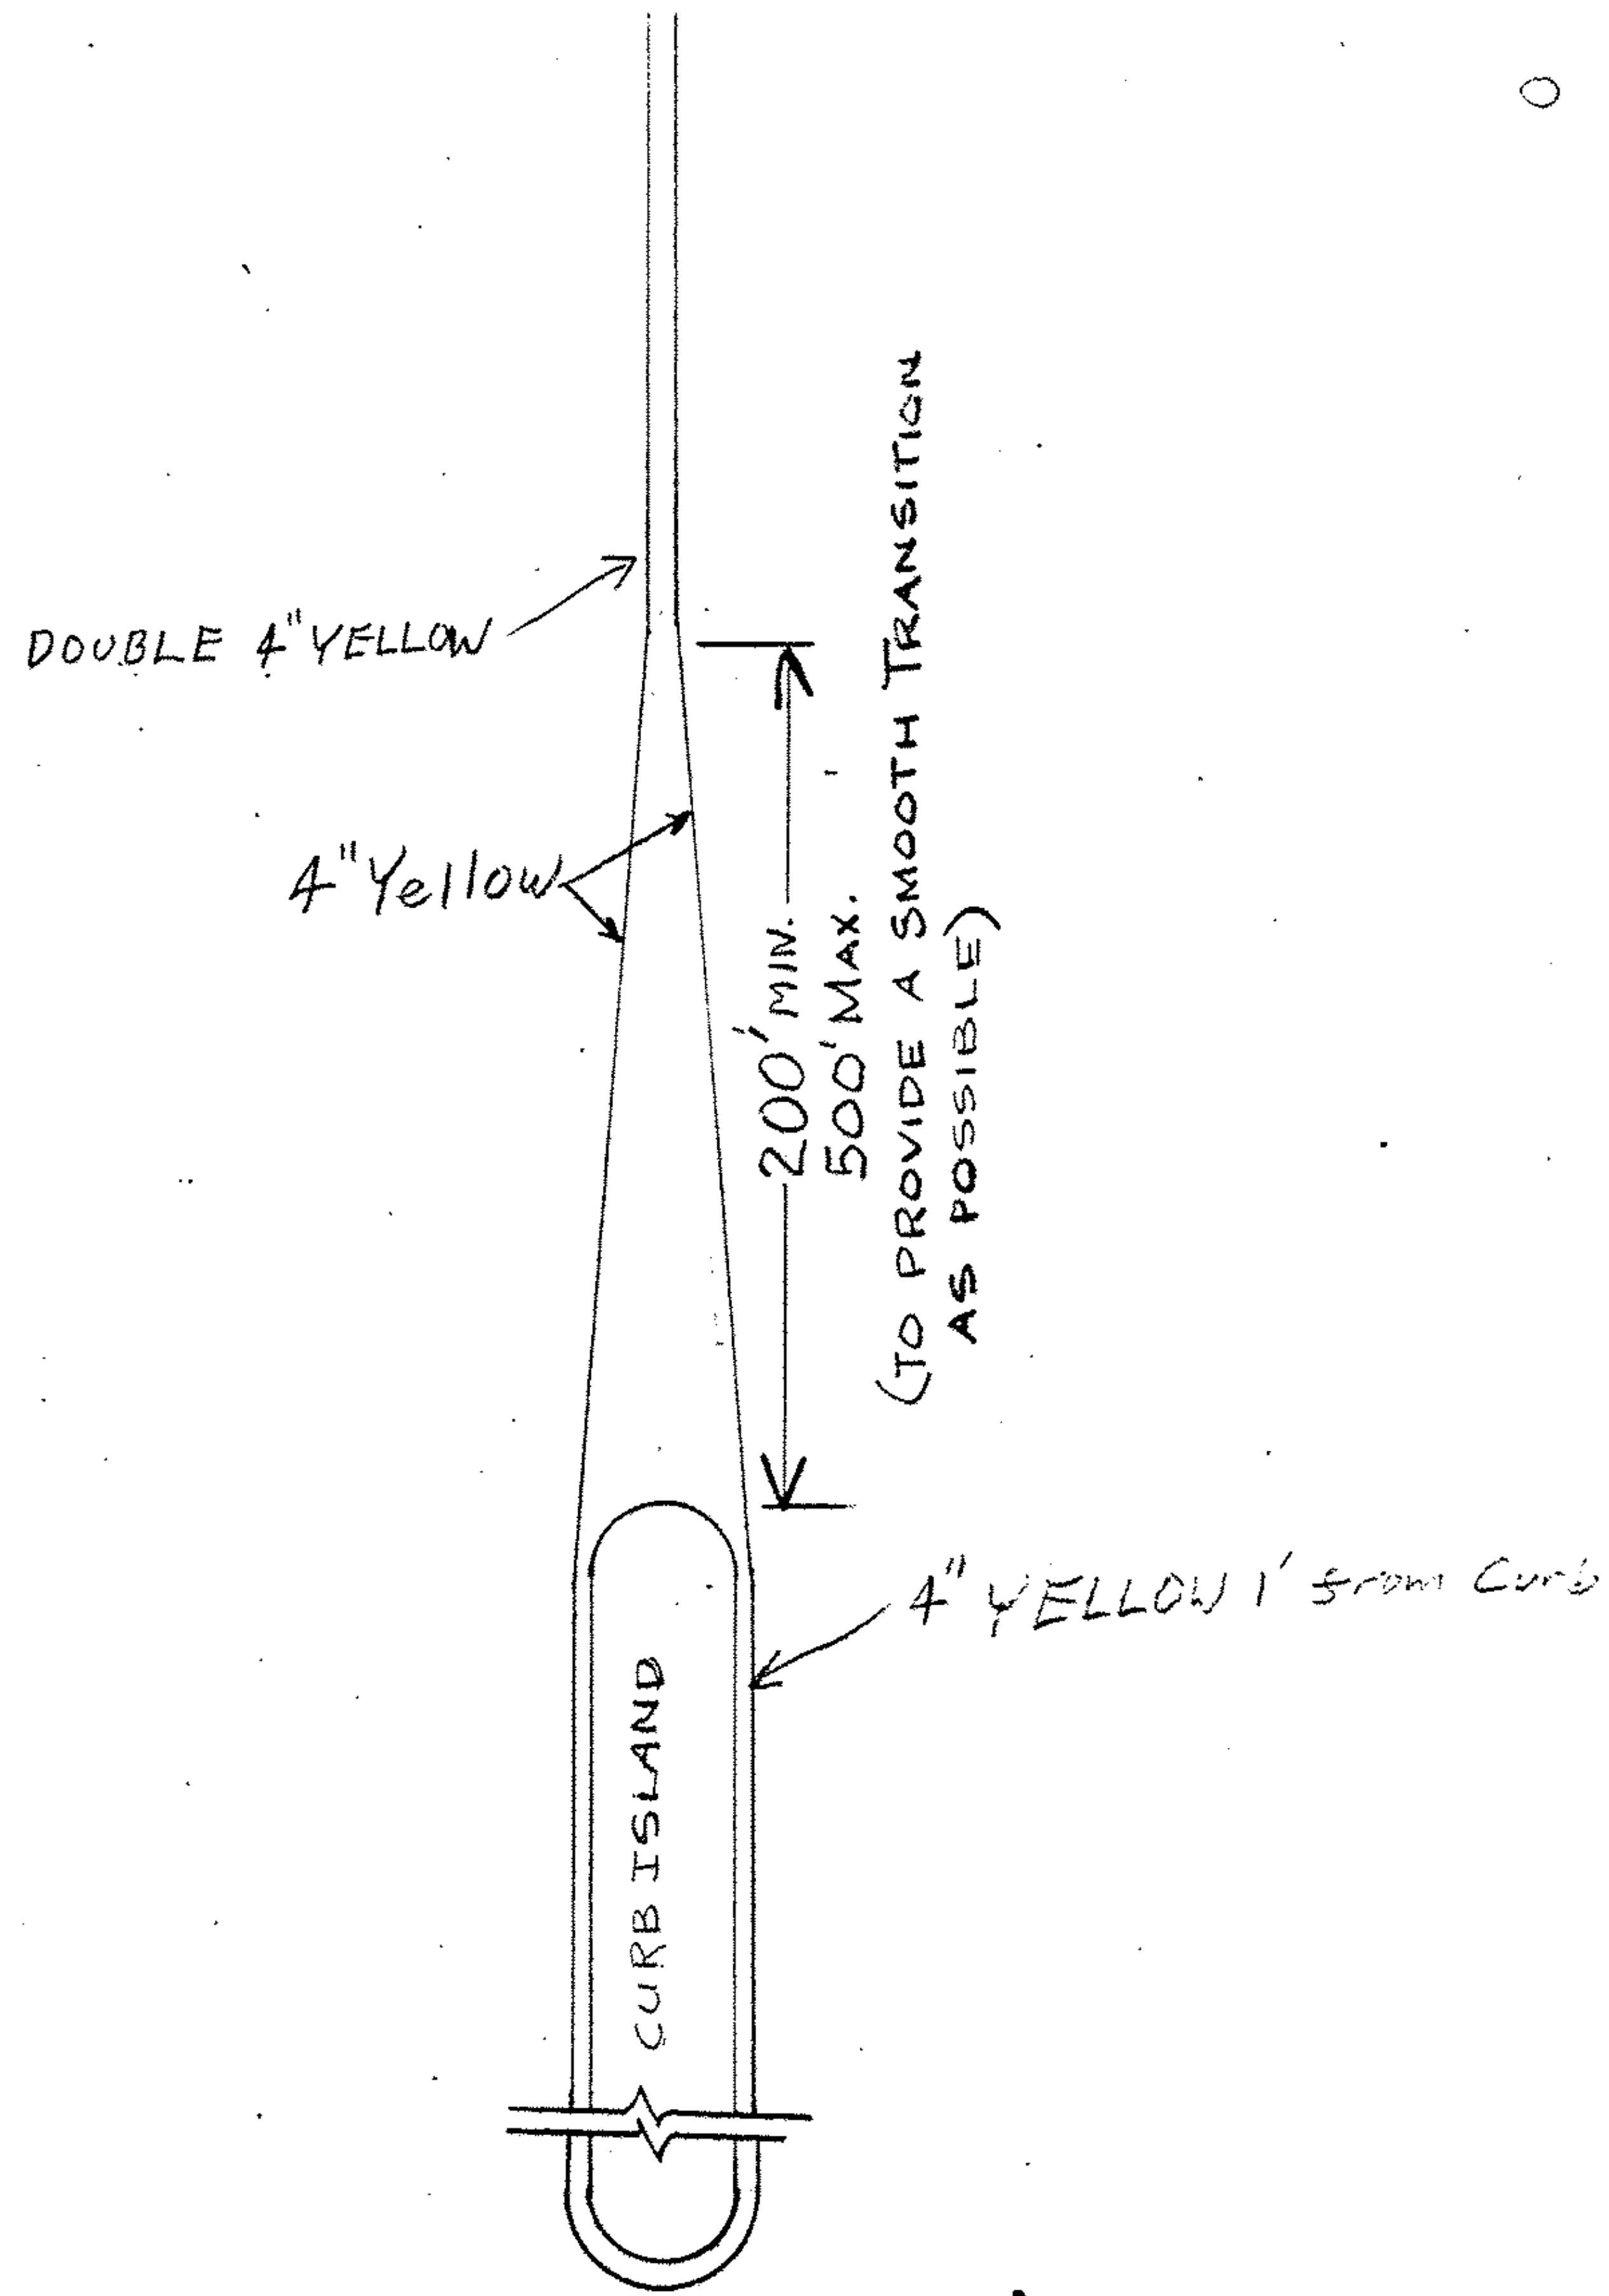 DOUBLE 4" YELLOW
4" Yellow
200' MIN.
500' MAX.
(TO PROVIDE A SMOOTH TRANSITION
AS POSSIBLE)
4" YELLOW 1' from Curb
CURB ISLAND